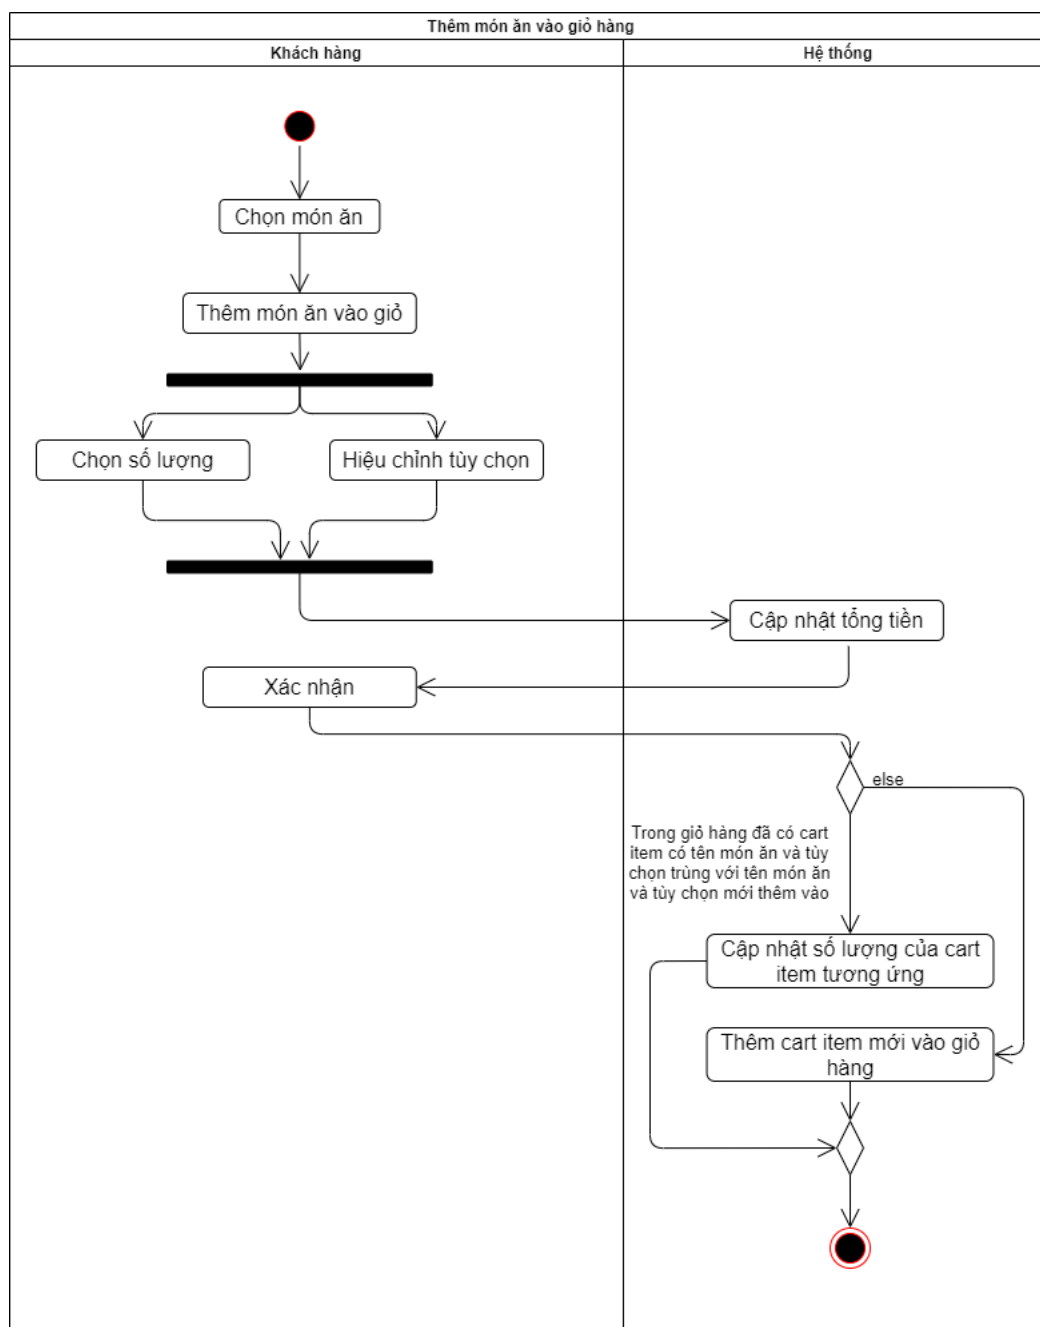 Thêm món ăn vào giỏ hàng
Khách hàng
Hệ thống
Chọn món ăn
Thêm món ăn vào giỏ
Chọn số lượng
Hiệu chỉnh tùy chọn
Cập nhật tổng tiền
Xác nhận
else
Trong giỏ hàng đã có cart
item có tên món ăn và tùy
chọn trùng với tên món ăn
và tùy chọn mới thêm vào
Cập nhật số lượng của cart
item tương ứng
Thêm cart item mới vào giỏ
hàng